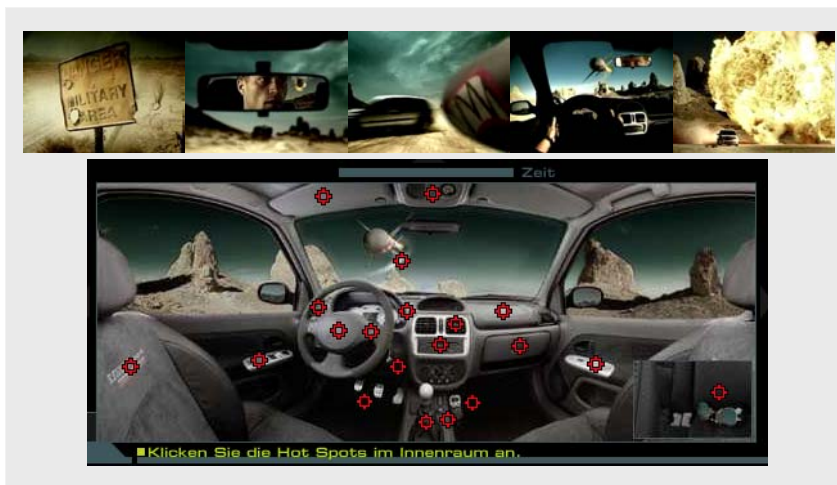 DANGER
MILITARY
AREA
Zeit
■Klicken Sie die Hot Spots im Innenraum an.